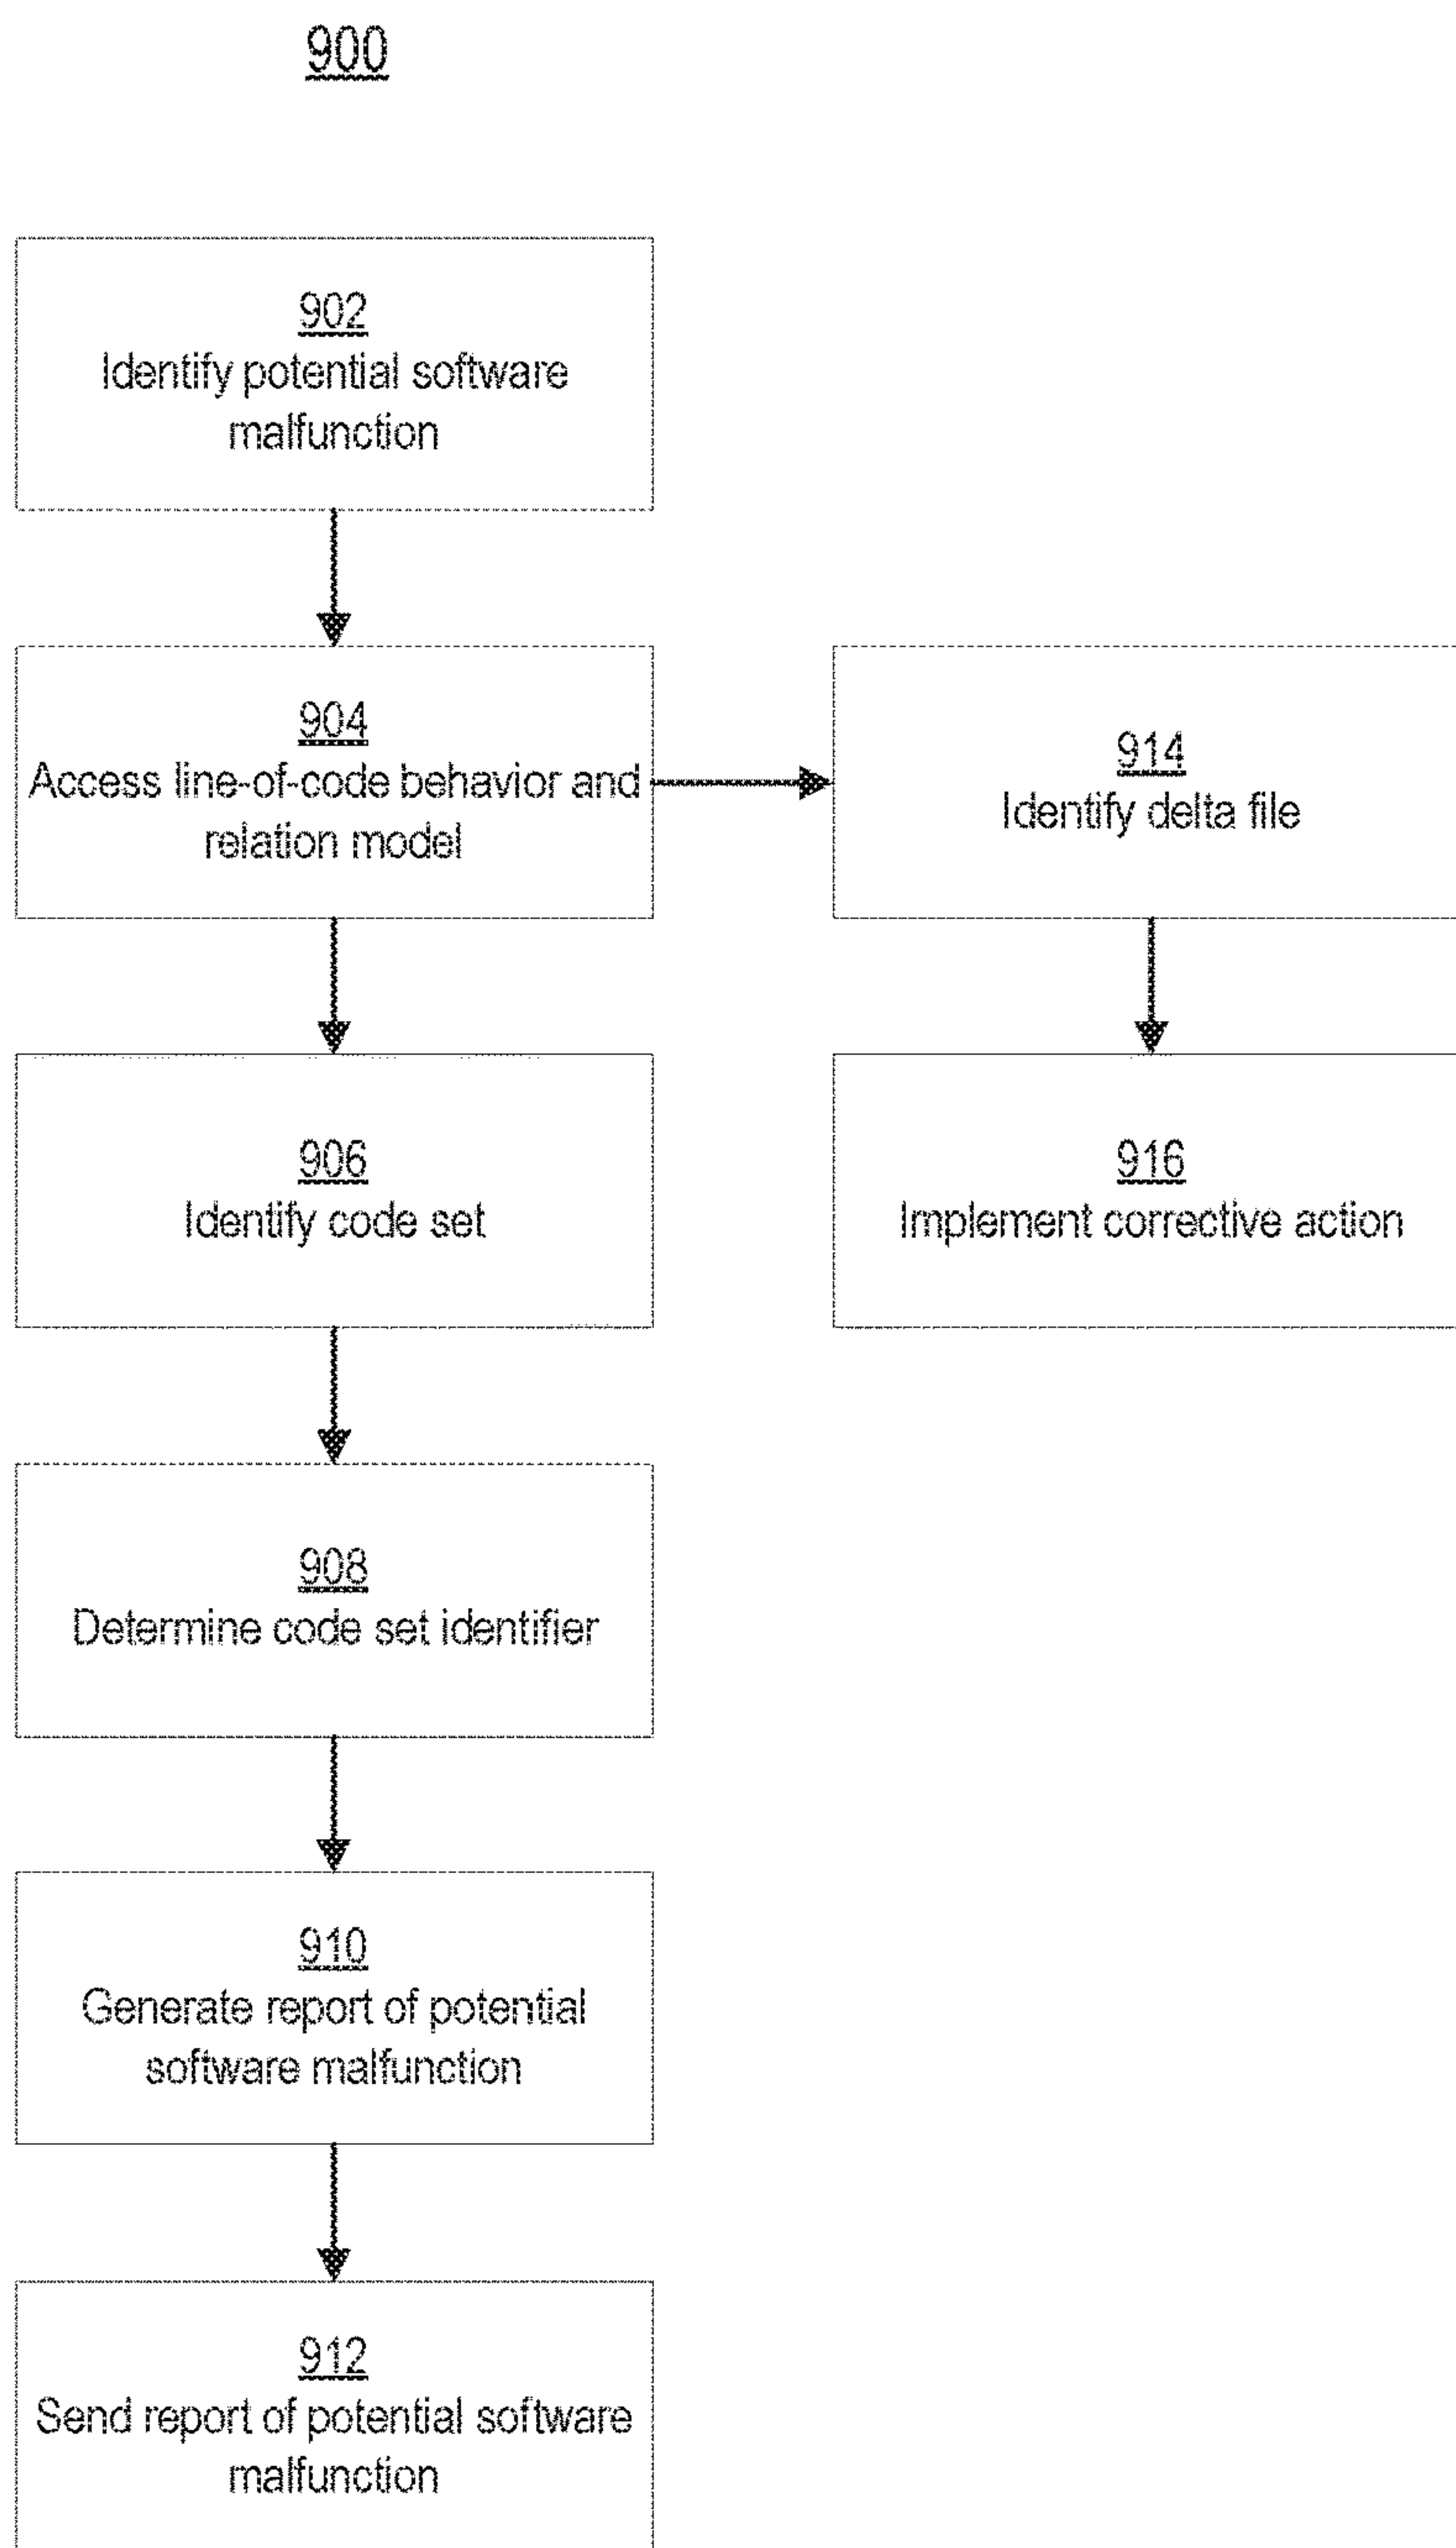 900
902
Identify potential software
malfunction
904
Access line-of-code behavior and
relation model
914
Identify delta file
906
Identify code set
916
Implement corrective action
908
Determine code set identifier
910
Generate report of potential
software malfunction
912
Send report of potential software
malfunction